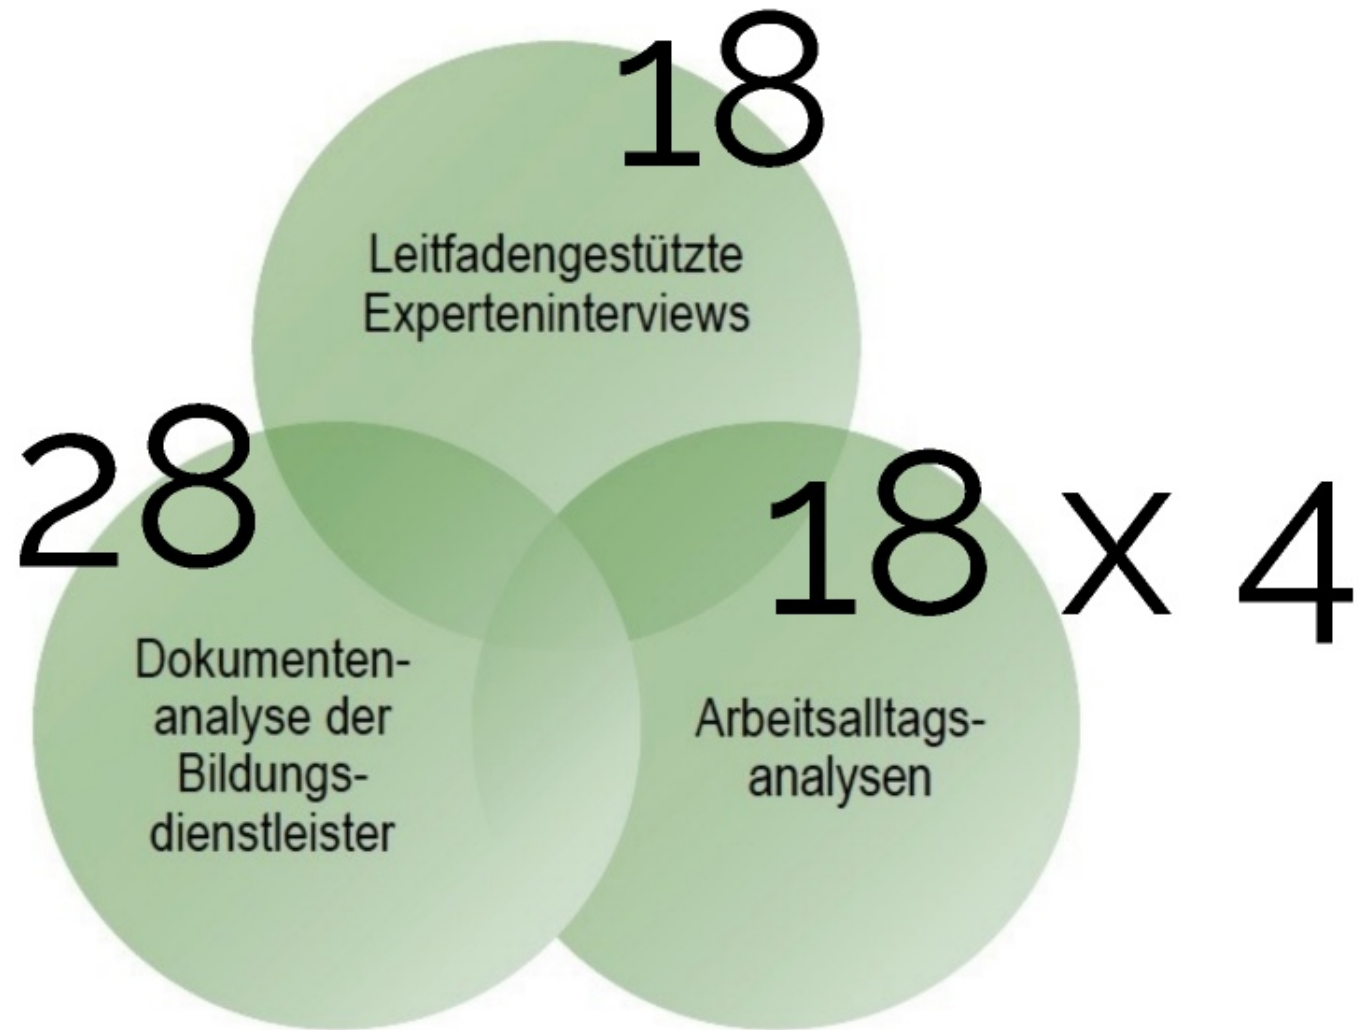 18
Leitfadengestützte
Experteninterviews
28
Dokumenten-
analyse der
Bildungs-
dienstleister
18 x 4
Arbeitsalltags-
analysen